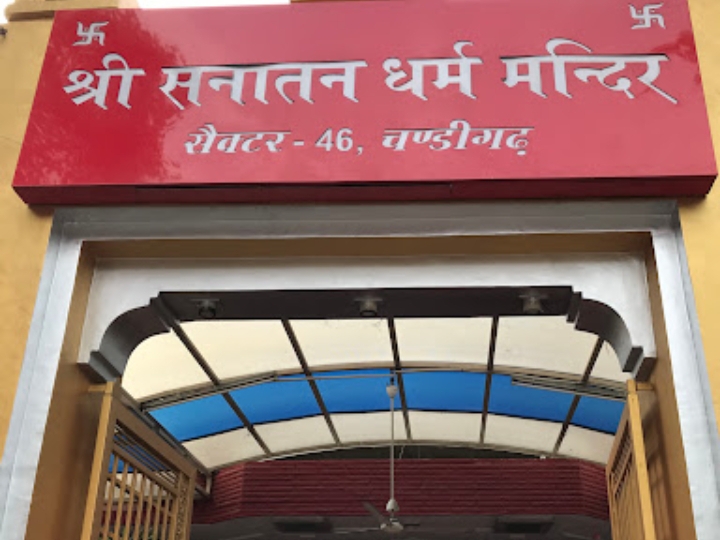 श्री सनातन धर्म मन्दिर
सैक्टर - 46, चण्डीगढ़